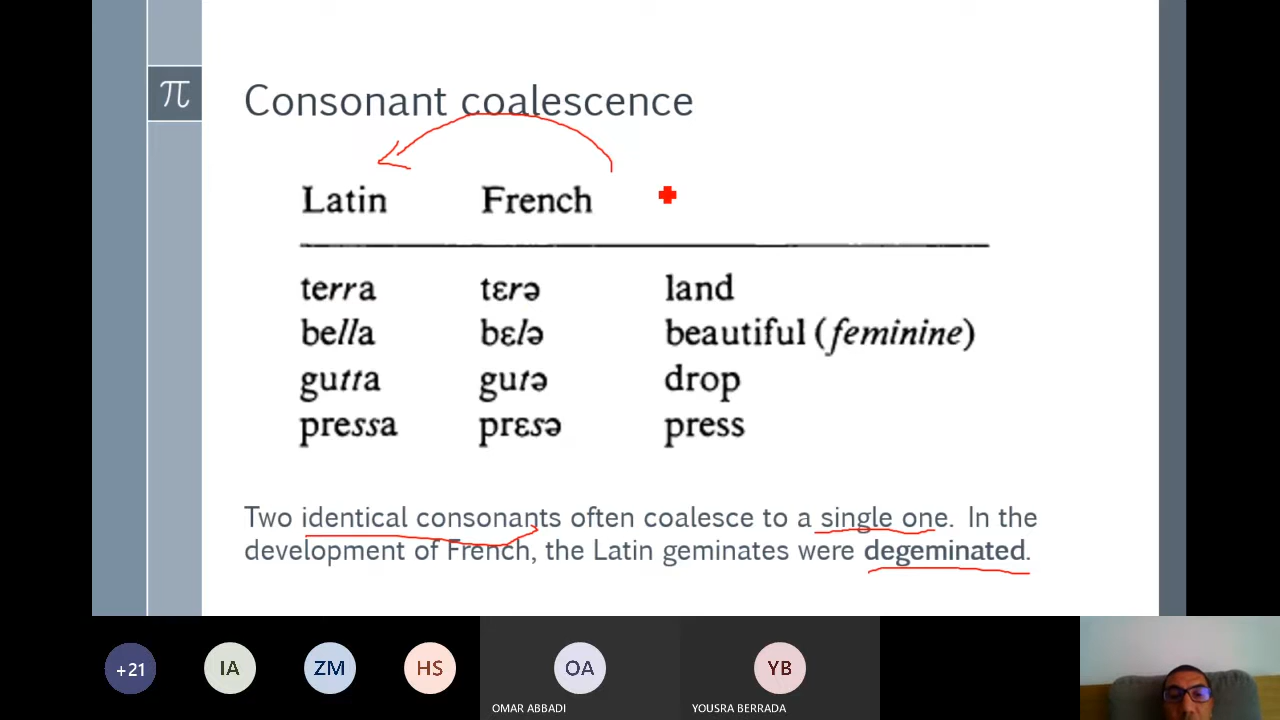 π
Consonant coalescence
Latin French
terra tɛrə land
bella bɛlə beautiful (feminine)
gutta gutə drop
pressa prɛsə press
Two identical consonants often coalesce to a single one. In the
development of French, the Latin geminates were degeminated.
+21 IA ZM HS OA YB
OMAR ABBADI YOUSRA BERRADA